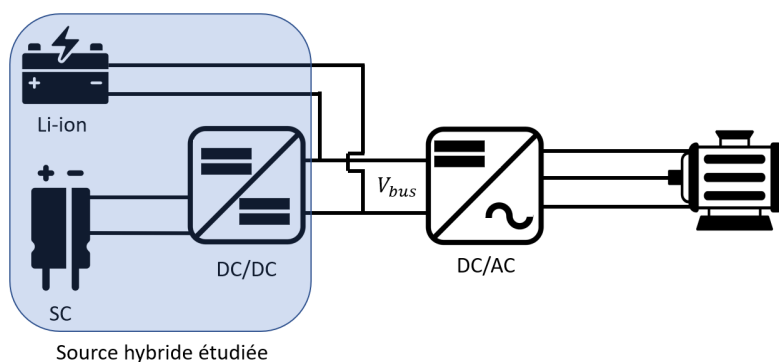 + −
Li-ion
+ −
SC
DC/DC
V_bus
DC/AC
Source hybride étudiée